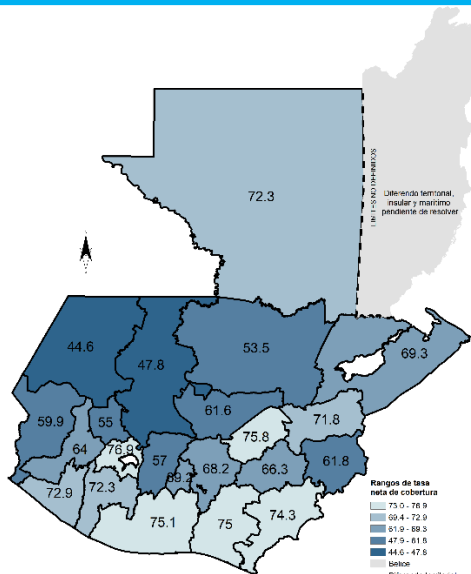 72.3
Diferendo territorial,
insular y marítimo
pendiente de resolver
44.6
47.8
53.5
69.3
59.9
55
61.6
71.8
64
76.9
57
75.8
61.8
68.2
66.3
72.9
72.3
75.1
75
74.3
Rangos de tasa
neta de cobertura
73.0 - 76.9
69.4 - 72.9
61.9 - 69.3
47.9 - 61.8
44.6 - 47.8
Belice